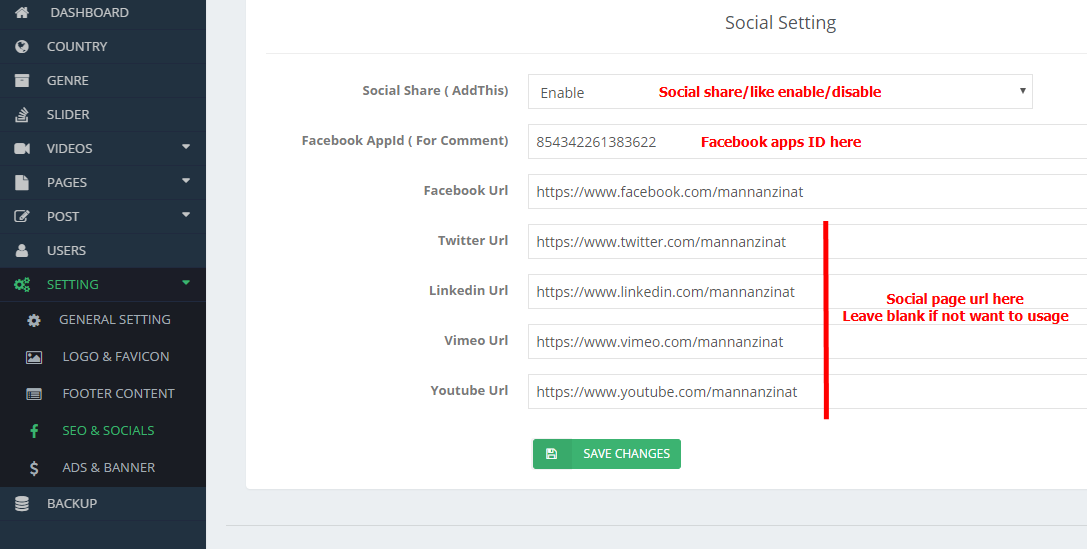 DASHBOARD
COUNTRY
GENRE
SLIDER
VIDEOS
PAGES
POST
USERS
SETTING
GENERAL SETTING
LOGO & FAVICON
FOOTER CONTENT
SEO & SOCIALS
ADS & BANNER
BACKUP
Social Setting
Social Share ( AddThis) Enable Social share/like enable/disable
Facebook AppId ( For Comment) 854342261383622 Facebook apps ID here
Facebook Url https://www.facebook.com/mannanzinat
Twitter Url https://www.twitter.com/mannanzinat
Linkedin Url https://www.linkedin.com/mannanzinat
Social page url here
Leave blank if not want to usage
Vimeo Url https://www.vimeo.com/mannanzinat
Youtube Url https://www.youtube.com/mannanzinat
SAVE CHANGES